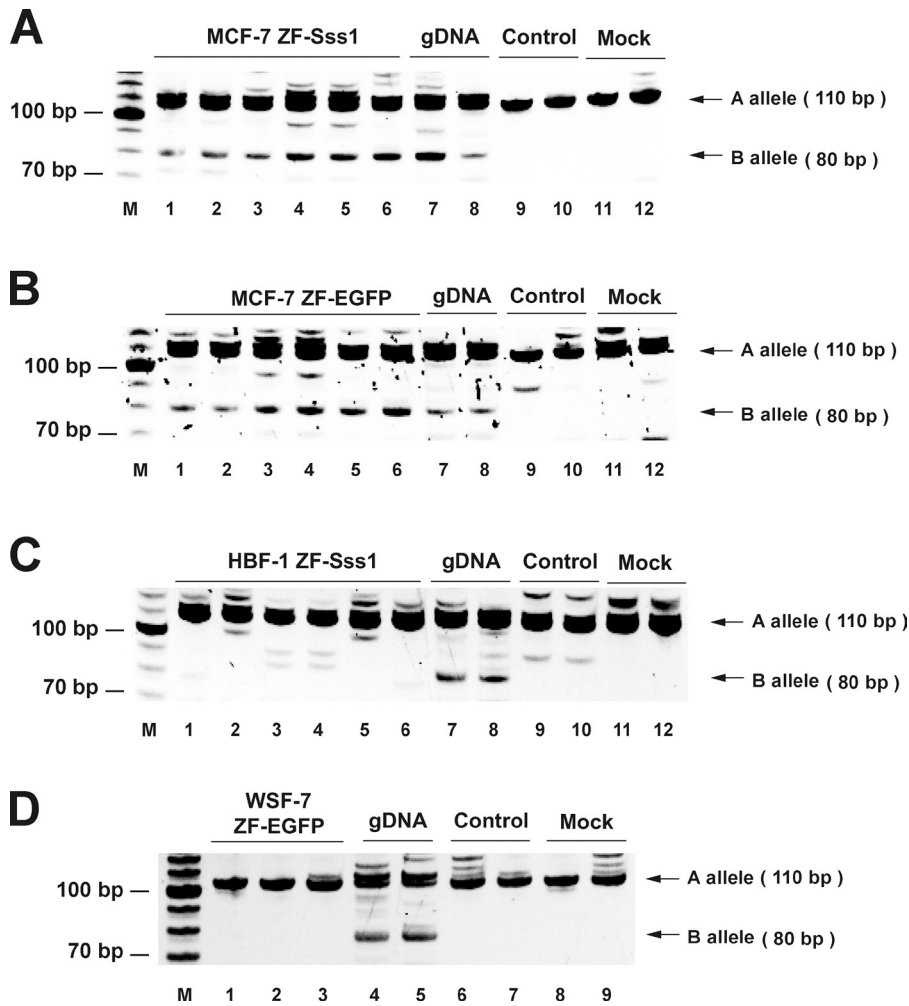 A
MCF-7 ZF-Sss1 gDNA Control Mock
100 bp A allele ( 110 bp )
70 bp B allele ( 80 bp )
M 1 2 3 4 5 6 7 8 9 10 11 12
B
MCF-7 ZF-EGFP gDNA Control Mock
100 bp A allele ( 110 bp )
70 bp B allele (80 bp )
M 1 2 3 4 5 6 7 8 9 10 11 12
C
HBF-1 ZF-Sss1 gDNA Control Mock
100 bp A allele ( 110 bp )
70 bp B allele ( 80 bp )
M 1 2 3 4 5 6 7 8 9 10 11 12
D
WSF-7
ZF-EGFP gDNA Control Mock
100 bp A allele ( 110 bp )
70 bp B allele ( 80 bp )
M 1 2 3 4 5 6 7 8 9